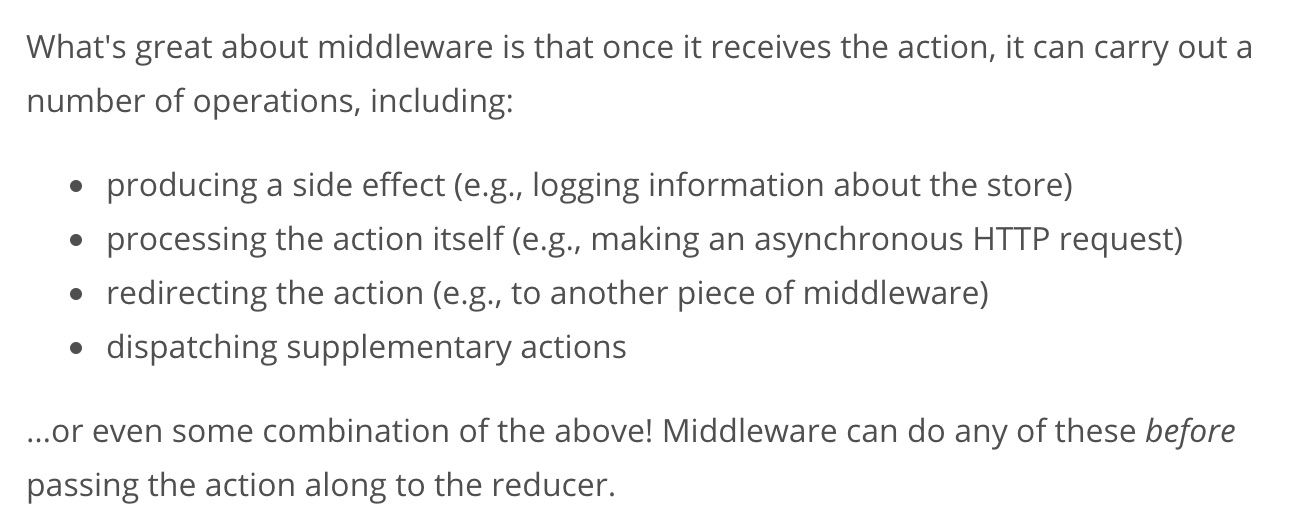 What's great about middleware is that once it receives the action, it can carry out a
number of operations, including:
• producing a side effect (e.g., logging information about the store)
• processing the action itself (e.g., making an asynchronous HTTP request)
• redirecting the action (e.g., to another piece of middleware)
• dispatching supplementary actions
...or even some combination of the above! Middleware can do any of these before
passing the action along to the reducer.